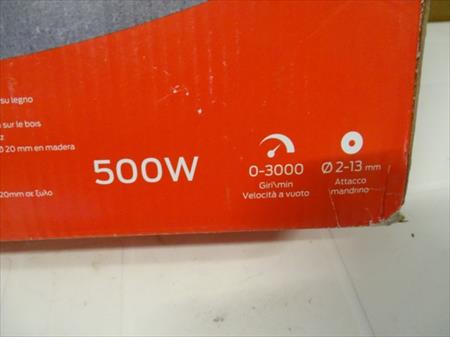 su legno
sur le bois
z
Ø 20 mm en madera
20mm σε ξυλο
500W
0-3000
Giri\min
Velocità a vuoto
Ø 2-13 mm
Attacco
mandrino